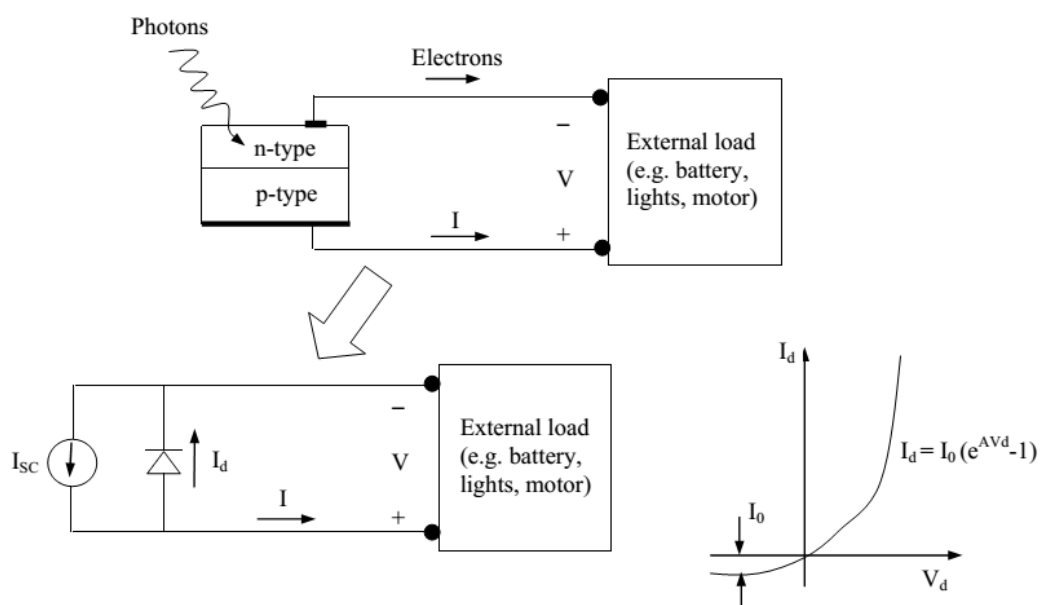 Photons
Electrons
n-type
p-type
−
V
+
I
External load
(e.g. battery,
lights, motor)
I_SC
I_d
I
−
V
+
External load
(e.g. battery,
lights, motor)
I_d
I_d = I_0 (e^{AVd}-1)
I_0
V_d